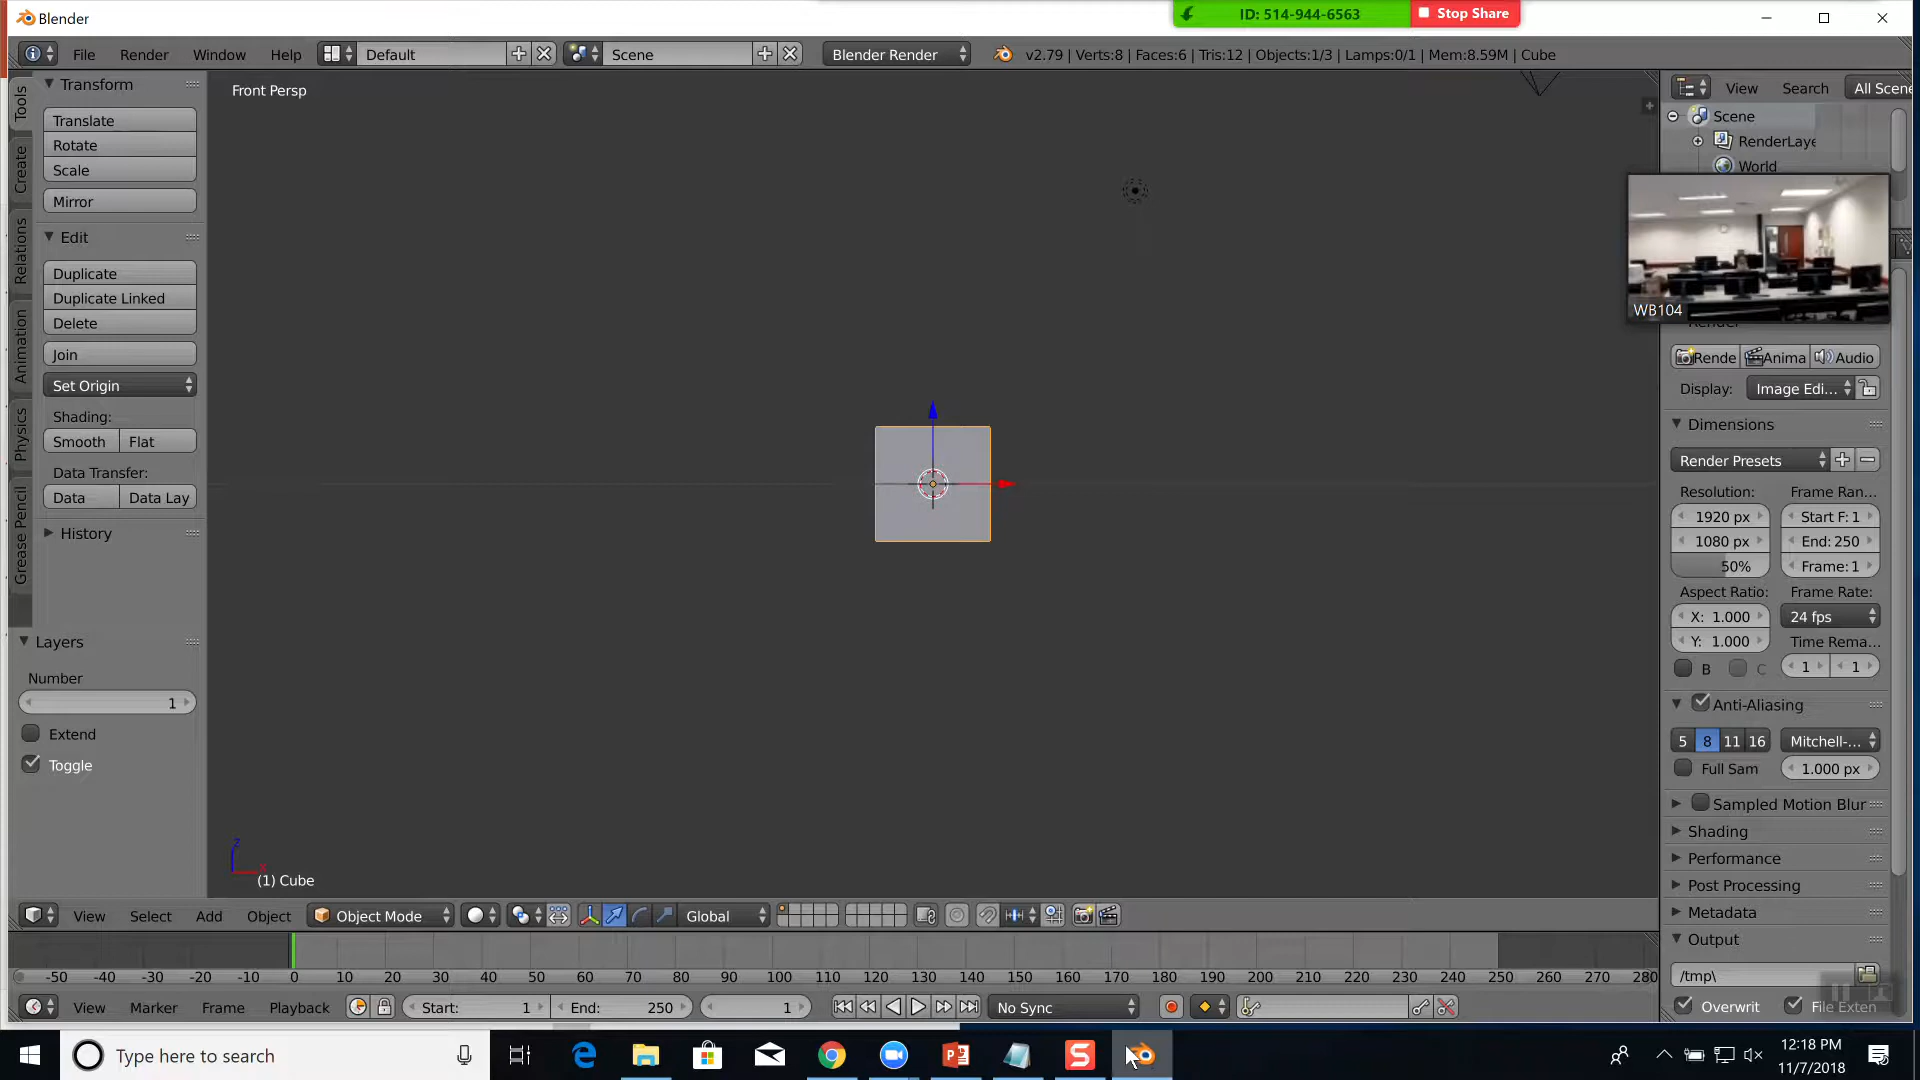 Blender
ID: 514-944-6563
Stop Share
File Render Window Help Default Scene Blender Render v2.79 | Verts:8 | Faces:6 | Tris:12 | Objects:1/3 | Lamps:0/1 | Mem:8.59M | Cube
Tools
Create
Relations
Animation
Physics
Grease Pencil
Transform
Translate
Rotate
Scale
Mirror
Edit
Duplicate
Duplicate Linked
Delete
Join
Set Origin
Shading:
Smooth Flat
Data Transfer:
Data Data Lay
History
Layers
Number
1
Extend
Toggle
Front Persp
z
x
(1) Cube
View Search All Scene
Scene
RenderLaye
World
WB104
Render
Rende Anima Audio
Display: Image Edi...
Dimensions
Render Presets
Resolution: Frame Ran...
1920 px Start F: 1
1080 px End: 250
50% Frame: 1
Aspect Ratio: Frame Rate:
X: 1.000 24 fps
Y: 1.000 Time Rema...
B C 1 1
Anti-Aliasing
5 8 11 16 Mitchell-...
Full Sam 1.000 px
Sampled Motion Blur
Shading
Performance
Post Processing
Metadata
Output
/tmp\
Overwrit File Exten
View Select Add Object Object Mode Global
-50 -40 -30 -20 -10 0 10 20 30 40 50 60 70 80 90 100 110 120 130 140 150 160 170 180 190 200 210 220 230 240 250 260 270 280
View Marker Frame Playback Start: 1 End: 250 1 No Sync
Type here to search
12:18 PM
11/7/2018